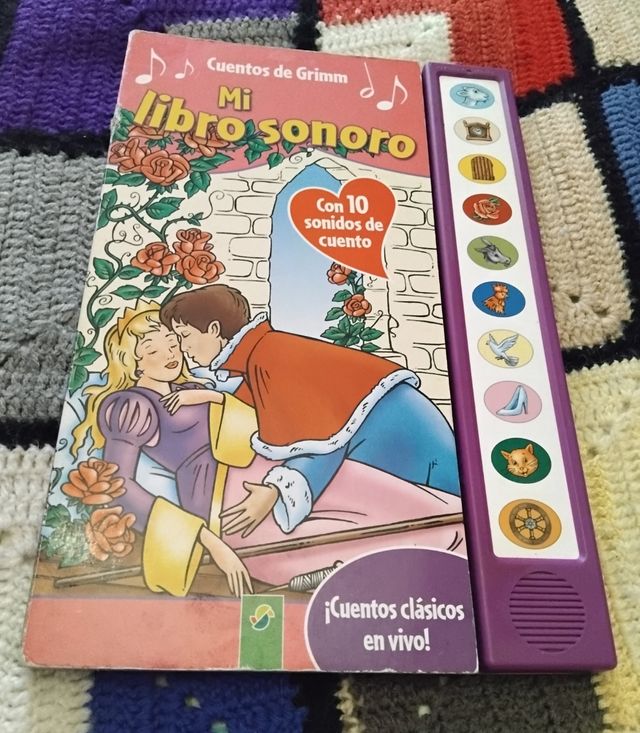 Cuentos de Grimm
Mi
libro sonoro
Con 10
sonidos de
cuento
¡Cuentos clásicos
en vivo!